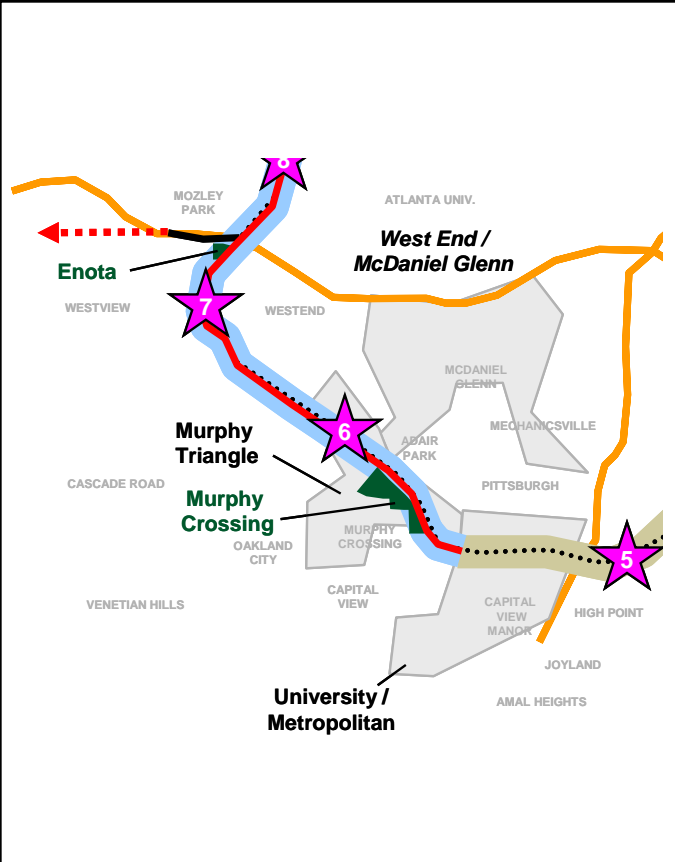 8
MOZLEY
PARK
ATLANTA UNIV.
West End /
McDaniel Glenn
Enota
7
WESTVIEW
WESTEND
MCDANIEL
GLENN
6
Murphy
Triangle
ADAIR
PARK
MECHANICSVILLE
CASCADE ROAD
PITTSBURGH
Murphy
Crossing
MURPHY
CROSSING
OAKLAND
CITY
5
CAPITAL
VIEW
VENETIAN HILLS
CAPITAL
VIEW
MANOR
HIGH POINT
JOYLAND
University /
Metropolitan
AMAL HEIGHTS